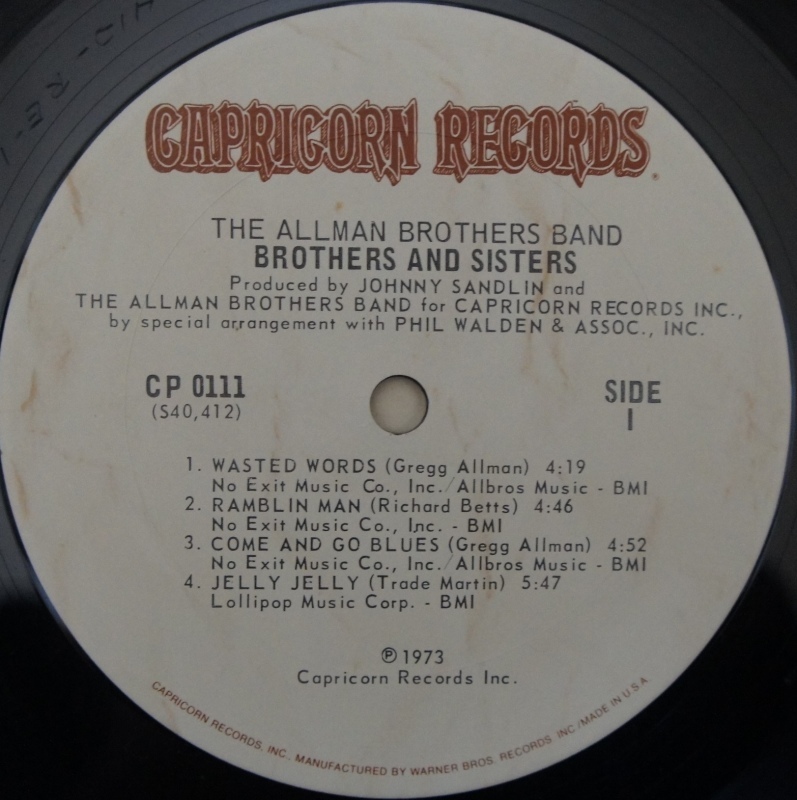 CAPRICORN RECORDS
THE ALLMAN BROTHERS BAND
BROTHERS AND SISTERS
Produced by JOHNNY SANDLIN and
THE ALLMAN BROTHERS BAND for CAPRICORN RECORDS INC.,
by special arrangement with PHIL WALDEN & ASSOC., INC.
CP 0111
(S40,412)
SIDE
1
1. WASTED WORDS (Gregg Allman) 4:19
No Exit Music Co., Inc./Allbros Music - BMI
2. RAMBLIN MAN (Richard Betts) 4:46
No Exit Music Co., Inc. - BMI
3. COME AND GO BLUES (Gregg Allman) 4:52
No Exit Music Co., Inc./Allbros Music - BMI
4. JELLY JELLY (Trade Martin) 5:47
Lollipop Music Corp. - BMI
℗ 1973
Capricorn Records Inc.
CAPRICORN RECORDS, INC., MANUFACTURED BY WARNER BROS. RECORDS INC./MADE IN U.S.A.